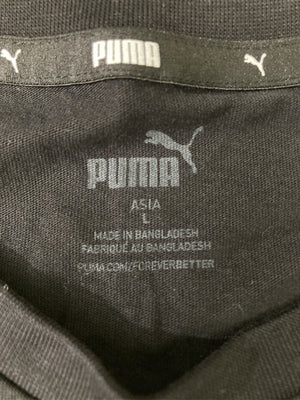 PUMA
PUMA
ASIA
L
MADE IN BANGLADESH
FABRIQUÉ AU BANGLADESH
PUMA.COM/FOREVERBETTER